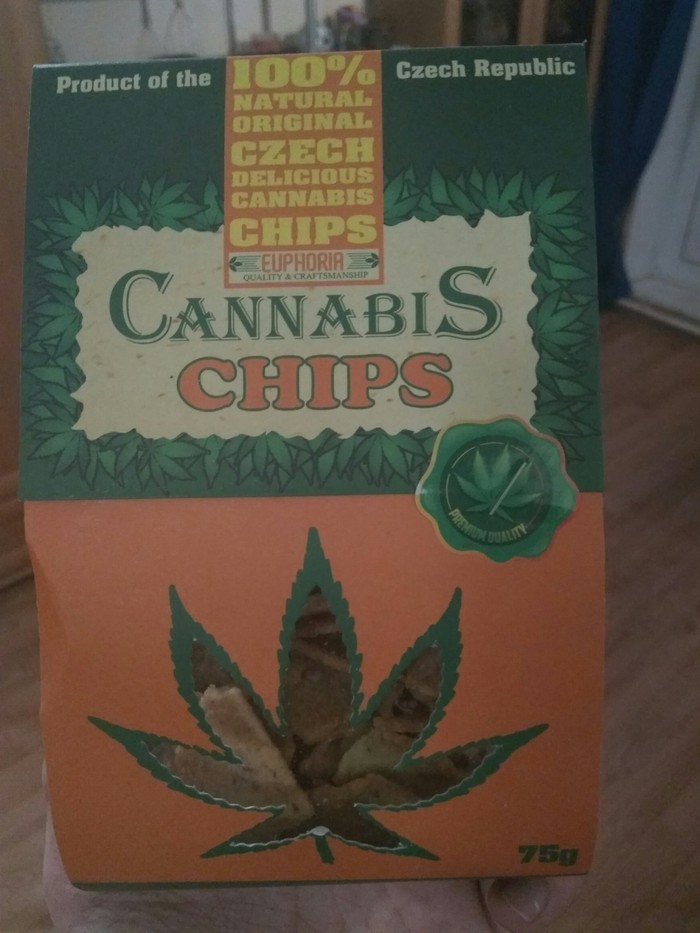 Product of the
100%
NATURAL
ORIGINAL
CZECH
DELICIOUS
CANNABIS
CHIPS
EUPHORIA
QUALITY & CRAFTSMANSHIP
Czech Republic
CANNABIS
CHIPS
PREMIUM QUALITY
75g